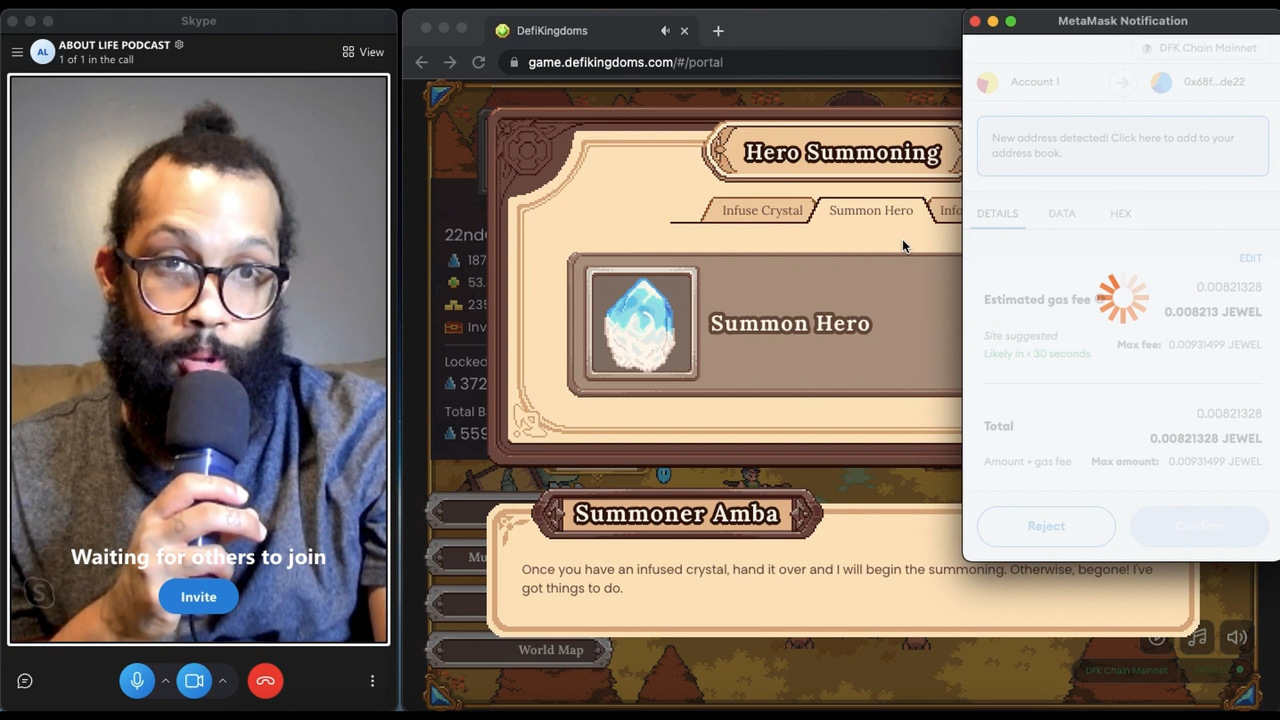 Skype
AL
ABOUT LIFE PODCAST
1 of 1 in the call
View
Waiting for others to join
Invite
DefiKingdoms
game.defikingdoms.com/#/portal
Hero Summoning
Infuse Crystal
Summon Hero
Info
22nd
187
53.
235
Inv
Locked
372
Total B
559
Summon Hero
Summoner Amba
Once you have an infused crystal, hand it over and I will begin the summoning. Otherwise, begone! I've
got things to do.
Mu
World Map
DFK Chain Mainnet
MetaMask Notification
DFK Chain Mainnet
Account 1
0x68f...de22
New address detected! Click here to add to your
address book.
DETAILS
DATA
HEX
EDIT
Estimated gas fee
0.00821328
0.008213 JEWEL
Site suggested
Likely in < 30 seconds
Max fee: 0.00931499 JEWEL
0.00821328
Total
0.00821328 JEWEL
Amount + gas fee
Max amount: 0.00931499 JEWEL
Reject
Confirm